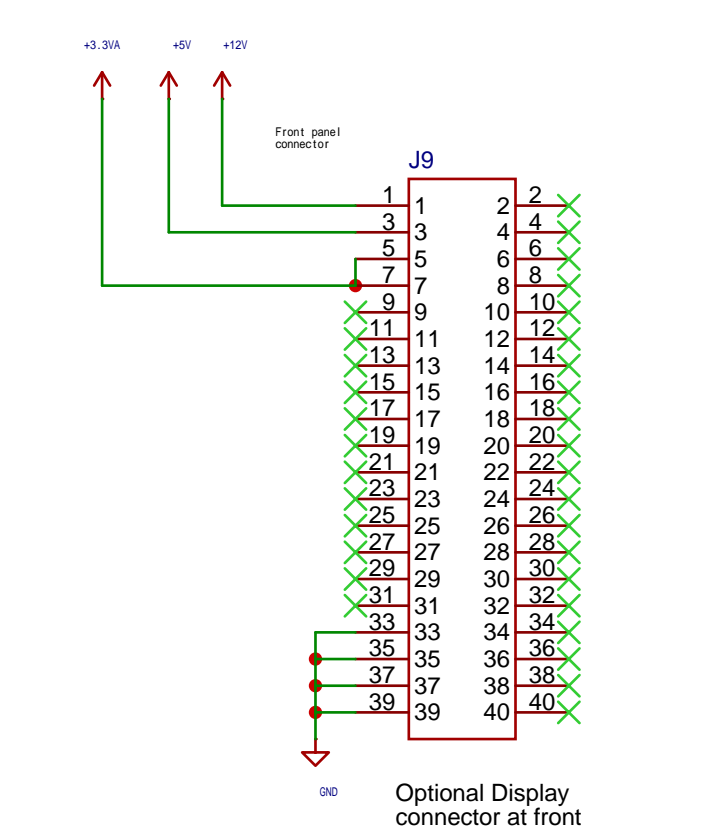 +3.3VA +5V +12V
Front panel
connector
J9
1 1 2 2
3 3 4 4
5 5 6 6
7 7 8 8
9 9 10 10
11 11 12 12
13 13 14 14
15 15 16 16
17 17 18 18
19 19 20 20
21 21 22 22
23 23 24 24
25 25 26 26
27 27 28 28
29 29 30 30
31 31 32 32
33 33 34 34
35 35 36 36
37 37 38 38
39 39 40 40
GND
Optional Display
connector at front